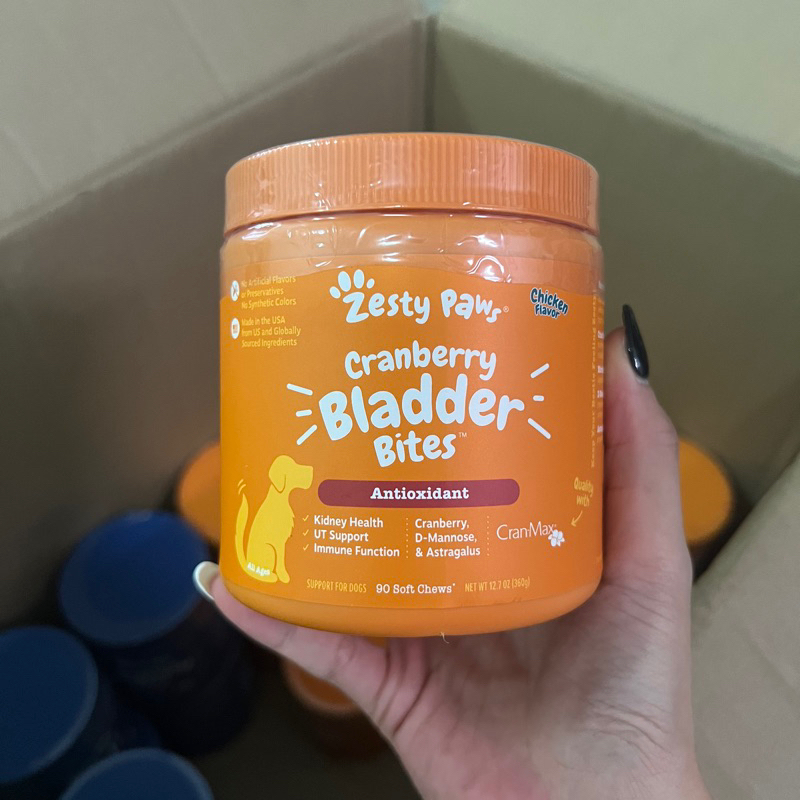 No Artificial Flavors
or Preservatives
No Synthetic Colors
Made in the USA
from US and Globally
Sourced Ingredients
Zesty Paws®
Chicken
Flavor
Cranberry
Bladder
Bites™
Antioxidant
✓ Kidney Health
✓ UT Support
✓ Immune Function
Cranberry,
D-Mannose,
& Astragalus
Quality
with
CranMax
All Ages
SUPPORT FOR DOGS 90 Soft Chews* NET WT 12.7 OZ (360g)